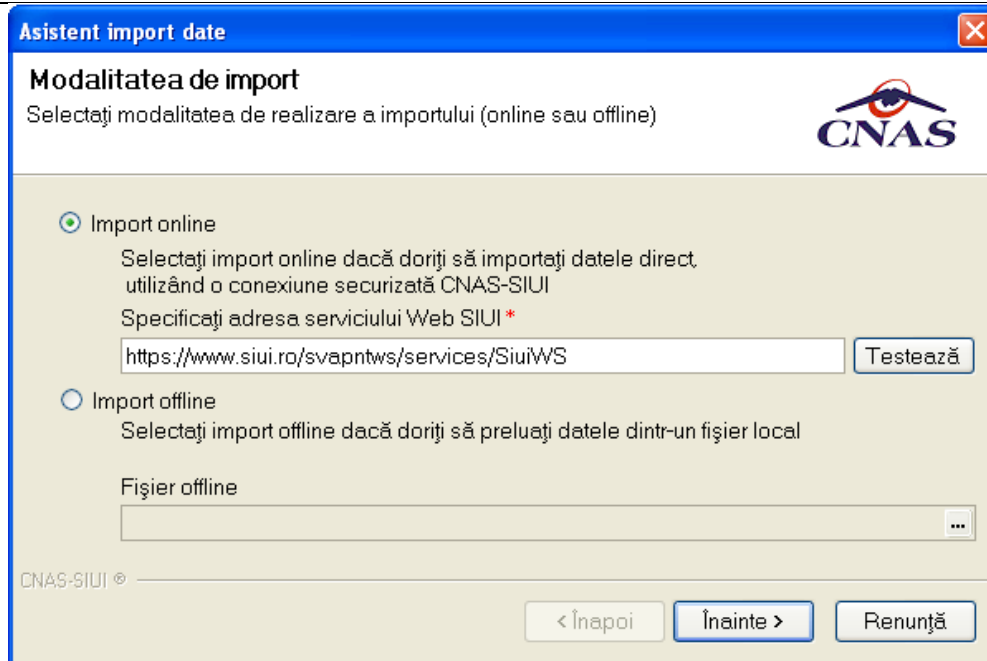 Asistent import date
Modalitatea de import
Selectaţi modalitatea de realizare a importului (online sau offline)
CNAS
Import online
Selectaţi import online dacă doriţi să importaţi datele direct,
utilizând o conexiune securizată CNAS-SIUI
Specificaţi adresa serviciului Web SIUI *
https://www.siui.ro/svapntws/services/SiuiWS
Testează
Import offline
Selectaţi import offline dacă doriţi să preluaţi datele dintr-un fişier local
Fişier offline
...
CNAS-SIUI ®
< Înapoi
Înainte >
Renunţă